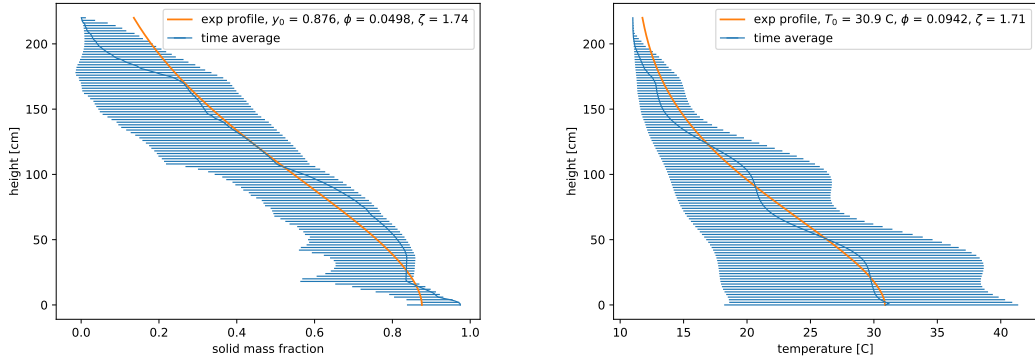 exp profile, y₀ = 0.876, ϕ = 0.0498, ζ = 1.74
time average
200
150
100
50
0
height [cm]
0.0 0.2 0.4 0.6 0.8 1.0
solid mass fraction
exp profile, T₀ = 30.9 C, ϕ = 0.0942, ζ = 1.71
time average
200
150
100
50
0
height [cm]
10 15 20 25 30 35 40
temperature [C]